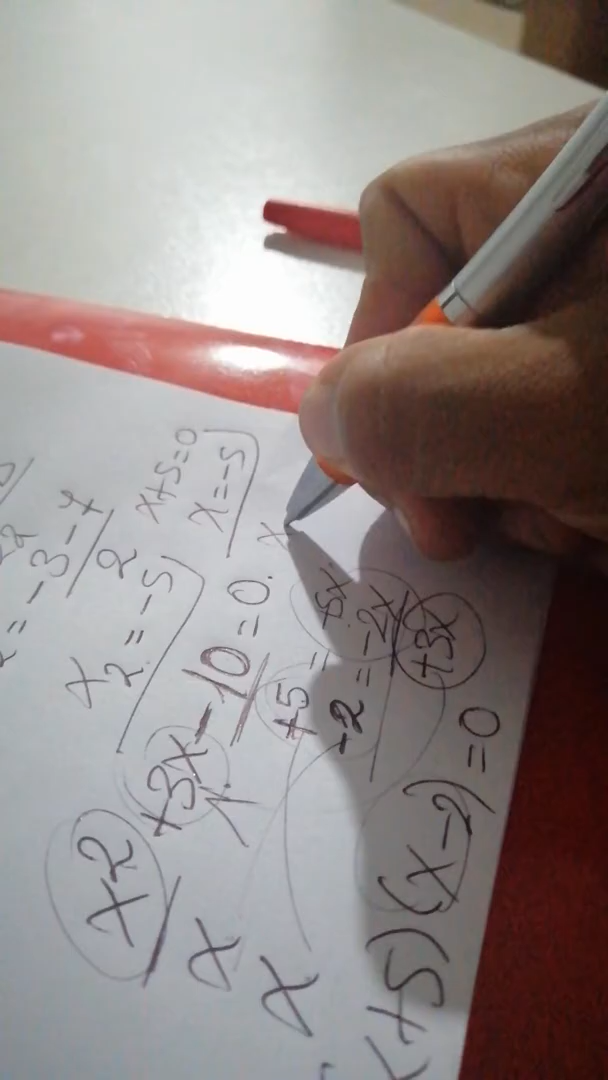 = -3-7
2
x2 = -5
x+5=0
x=-5
x
x2 +3x-10=0.
x +5 = +5x
x -2 = -2x
+3x
x+5)(x-2)=0